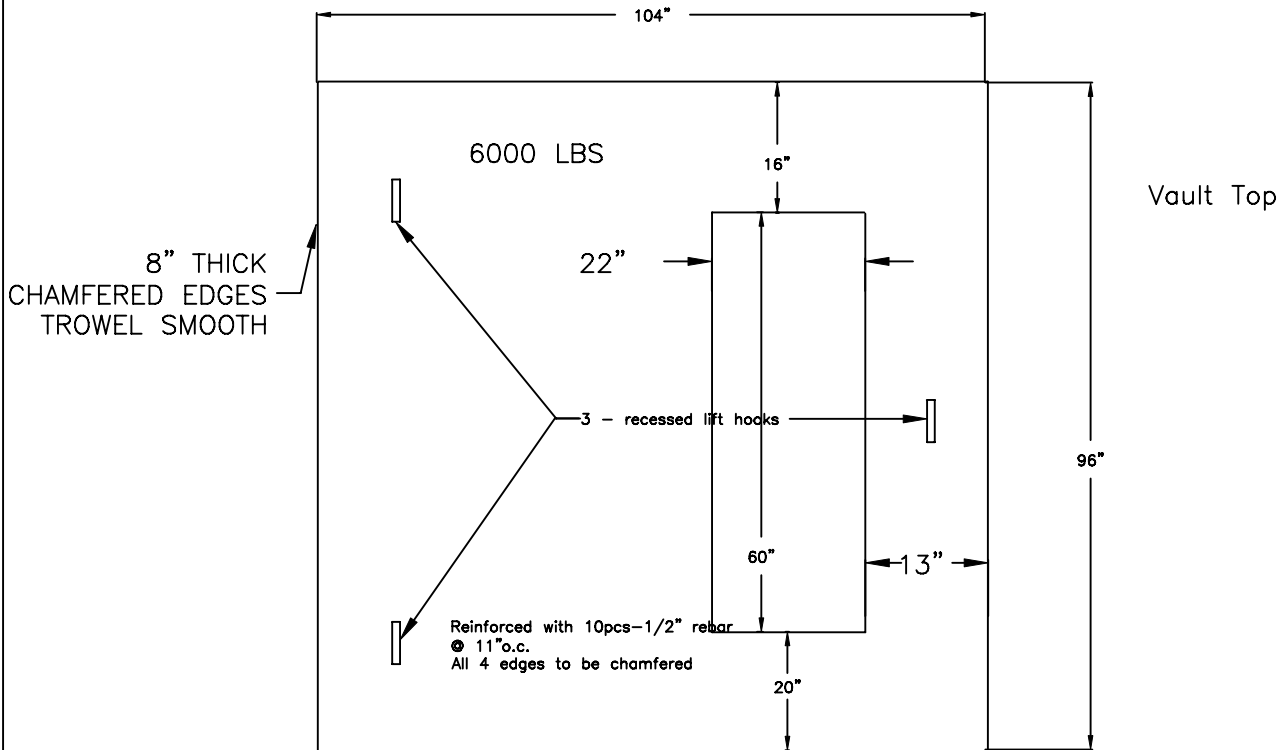 104"
6000 LBS
16"
Vault Top
8" THICK
CHAMFERED EDGES
TROWEL SMOOTH
22"
3 - recessed lift hooks
96"
60"
13"
Reinforced with 10pcs-1/2" rebar
@ 11"o.c.
All 4 edges to be chamfered
20"